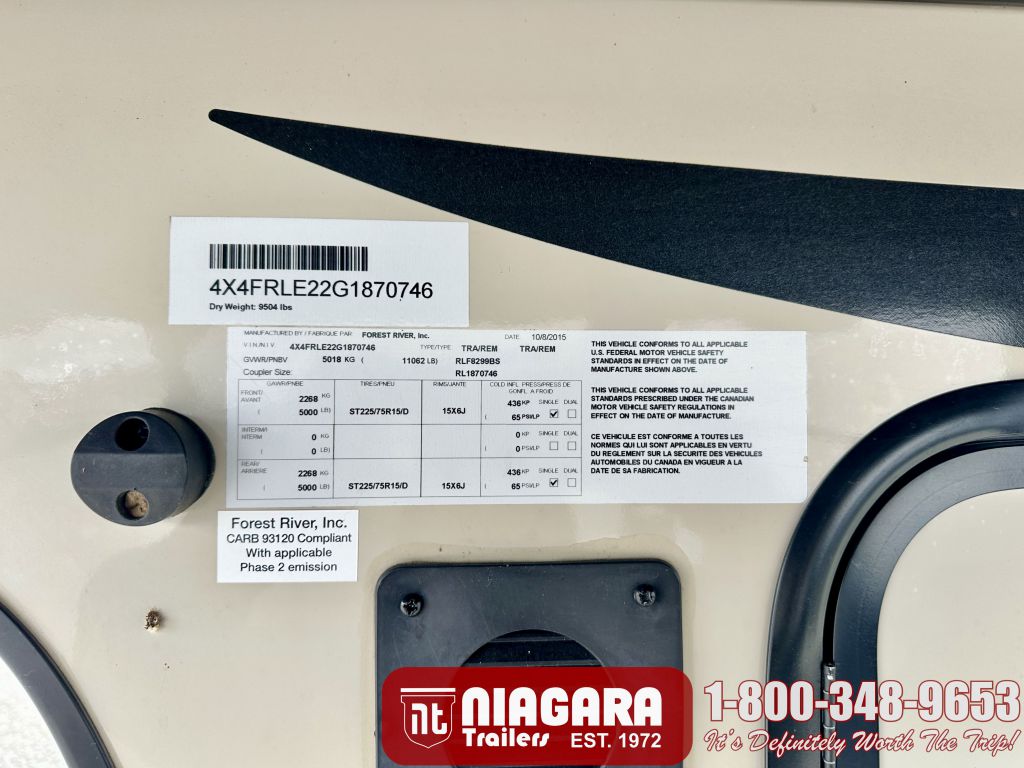 4X4FRLE22G1870746
Dry Weight: 9504 lbs
MANUFACTURED BY / FABRIQUE PAR FOREST RIVER, Inc. DATE 10/8/2015
V.I.N./N.I.V. 4X4FRLE22G1870746 TYPE/TYPE: TRA/REM TRA/REM
GVWR/PNBV 5018 KG ( 11062 LB) RLF8299BS
Coupler Size: RL1870746
GAWR/PNBE TIRES/PNEU RIMS/JANTE COLD INFL. PRESS/PRESS DE GONFL. A FROID
FRONT/ AVANT 2268 KG 436 KP SINGLE DUAL
( 5000 LB) ST225/75R15/D 15X6J ( 65 PSI/LP
INTERM/ INTERM 0 KG 0 KP SINGLE DUAL
( 0 LB) ( 0 PSI/LP
REAR/ ARRIERE 2268 KG 436 KP SINGLE DUAL
( 5000 LB) ST225/75R15/D 15X6J ( 65 PSI/LP
THIS VEHICLE CONFORMS TO ALL APPLICABLE
U.S. FEDERAL MOTOR VEHICLE SAFETY
STANDARDS IN EFFECT ON THE DATE OF
MANUFACTURE SHOWN ABOVE.
THIS VEHICLE CONFORMS TO ALL APPLICABLE
STANDARDS PRESCRIBED UNDER THE CANADIAN
MOTOR VEHICLE SAFETY REGULATIONS IN
EFFECT ON THE DATE OF MANUFACTURE.
CE VEHICULE EST CONFORME A TOUTES LES
NORMES QUI LUI SONT APPLICABLES EN VERTU
DU REGLEMENT SUR LA SECURITE DES VEHICULES
AUTOMOBILES DU CANADA EN VIGUEUR A LA
DATE DE SA FABRICATION.
Forest River, Inc.
CARB 93120 Compliant
With applicable
Phase 2 emission
nt NIAGARA
Trailers EST. 1972
1-800-348-9653
It's Definitely Worth The Trip!